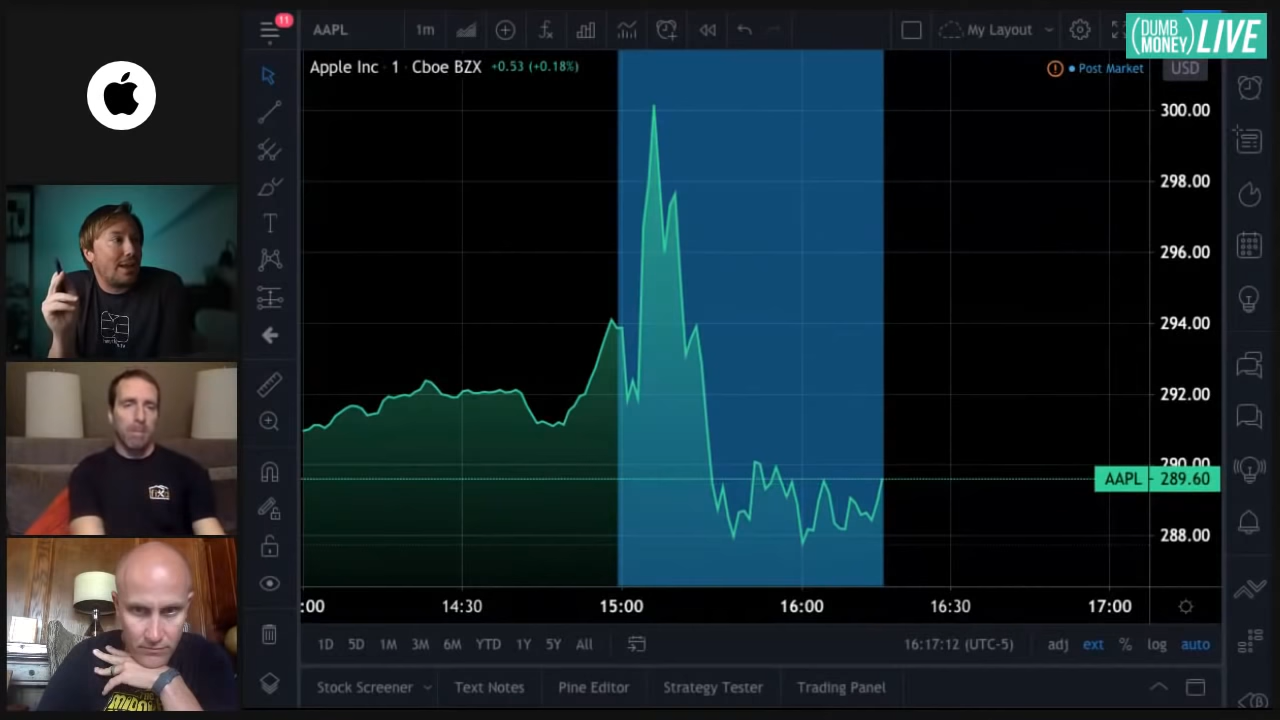 11
AAPL
1m
My Layout
(DUMB MONEY) LIVE
Apple Inc · 1 · Cboe BZX +0.53 (+0.18%)
Post Market
USD
300.00
298.00
296.00
294.00
292.00
290.00
AAPL 289.60
288.00
:00 14:30 15:00 16:00 16:30 17:00
1D 5D 1M 3M 6M YTD 1Y 5Y All
16:17:12 (UTC-5) adj ext % log auto
Stock Screener Text Notes Pine Editor Strategy Tester Trading Panel